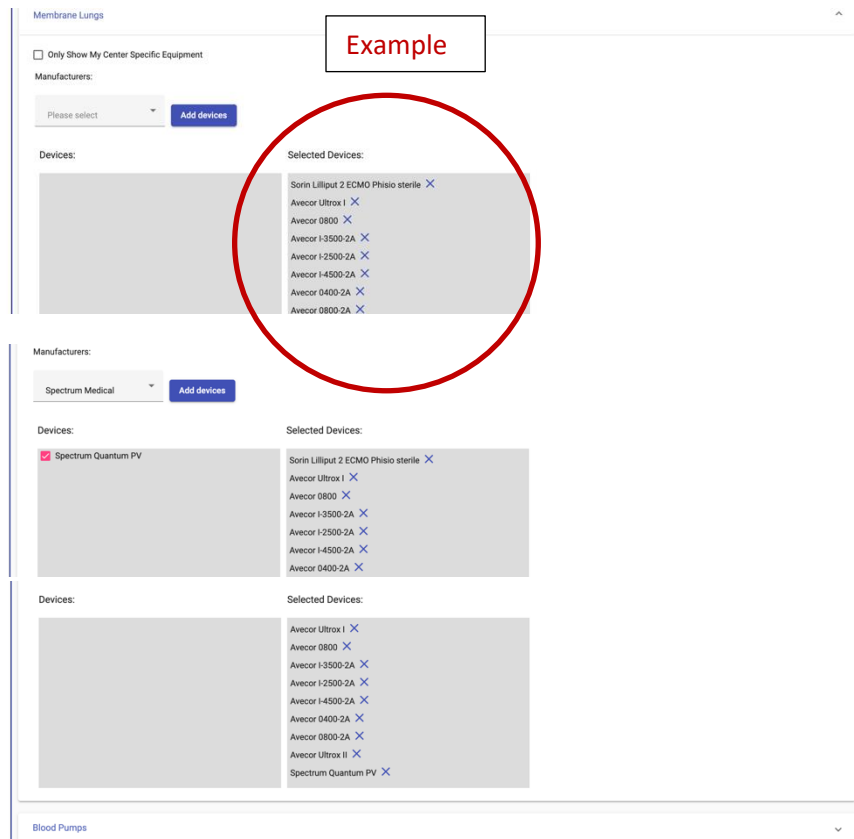 Membrane Lungs
Example
Only Show My Center Specific Equipment
Manufacturers:
Please select
Add devices
Devices:
Selected Devices:
Sorin Lilliput 2 ECMO Phisio sterile
Avecor Ultrox I
Avecor 0800
Avecor I-3500-2A
Avecor I-2500-2A
Avecor I-4500-2A
Avecor 0400-2A
Avecor 0800-2A
Manufacturers:
Spectrum Medical
Add devices
Devices:
Selected Devices:
Spectrum Quantum PV
Sorin Lilliput 2 ECMO Phisio sterile
Avecor Ultrox I
Avecor 0800
Avecor I-3500-2A
Avecor I-2500-2A
Avecor I-4500-2A
Avecor 0400-2A
Devices:
Selected Devices:
Avecor Ultrox I
Avecor 0800
Avecor I-3500-2A
Avecor I-2500-2A
Avecor I-4500-2A
Avecor 0400-2A
Avecor 0800-2A
Avecor Ultrox II
Spectrum Quantum PV
Blood Pumps